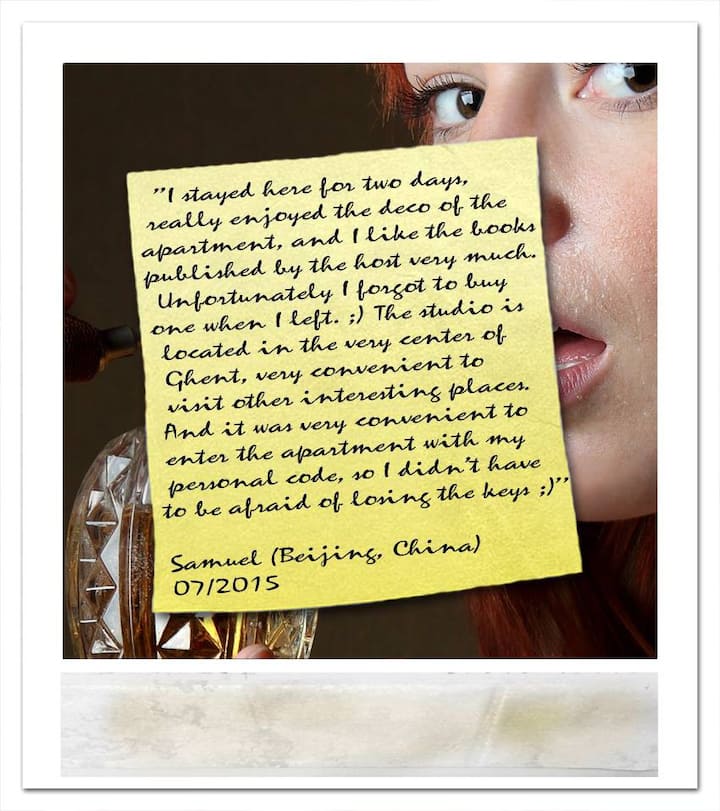 "I stayed here for two days,
really enjoyed the deco of the
apartment, and I like the books
published by the host very much.
Unfortunately I forgot to buy
one when I left. ;) The studio is
located in the very center of
Ghent, very convenient to
visit other interesting places.
And it was very convenient to
enter the apartment with my
personal code, so I didn't have
to be afraid of losing the keys ;)"
Samuel (Beijing, China)
07/2015